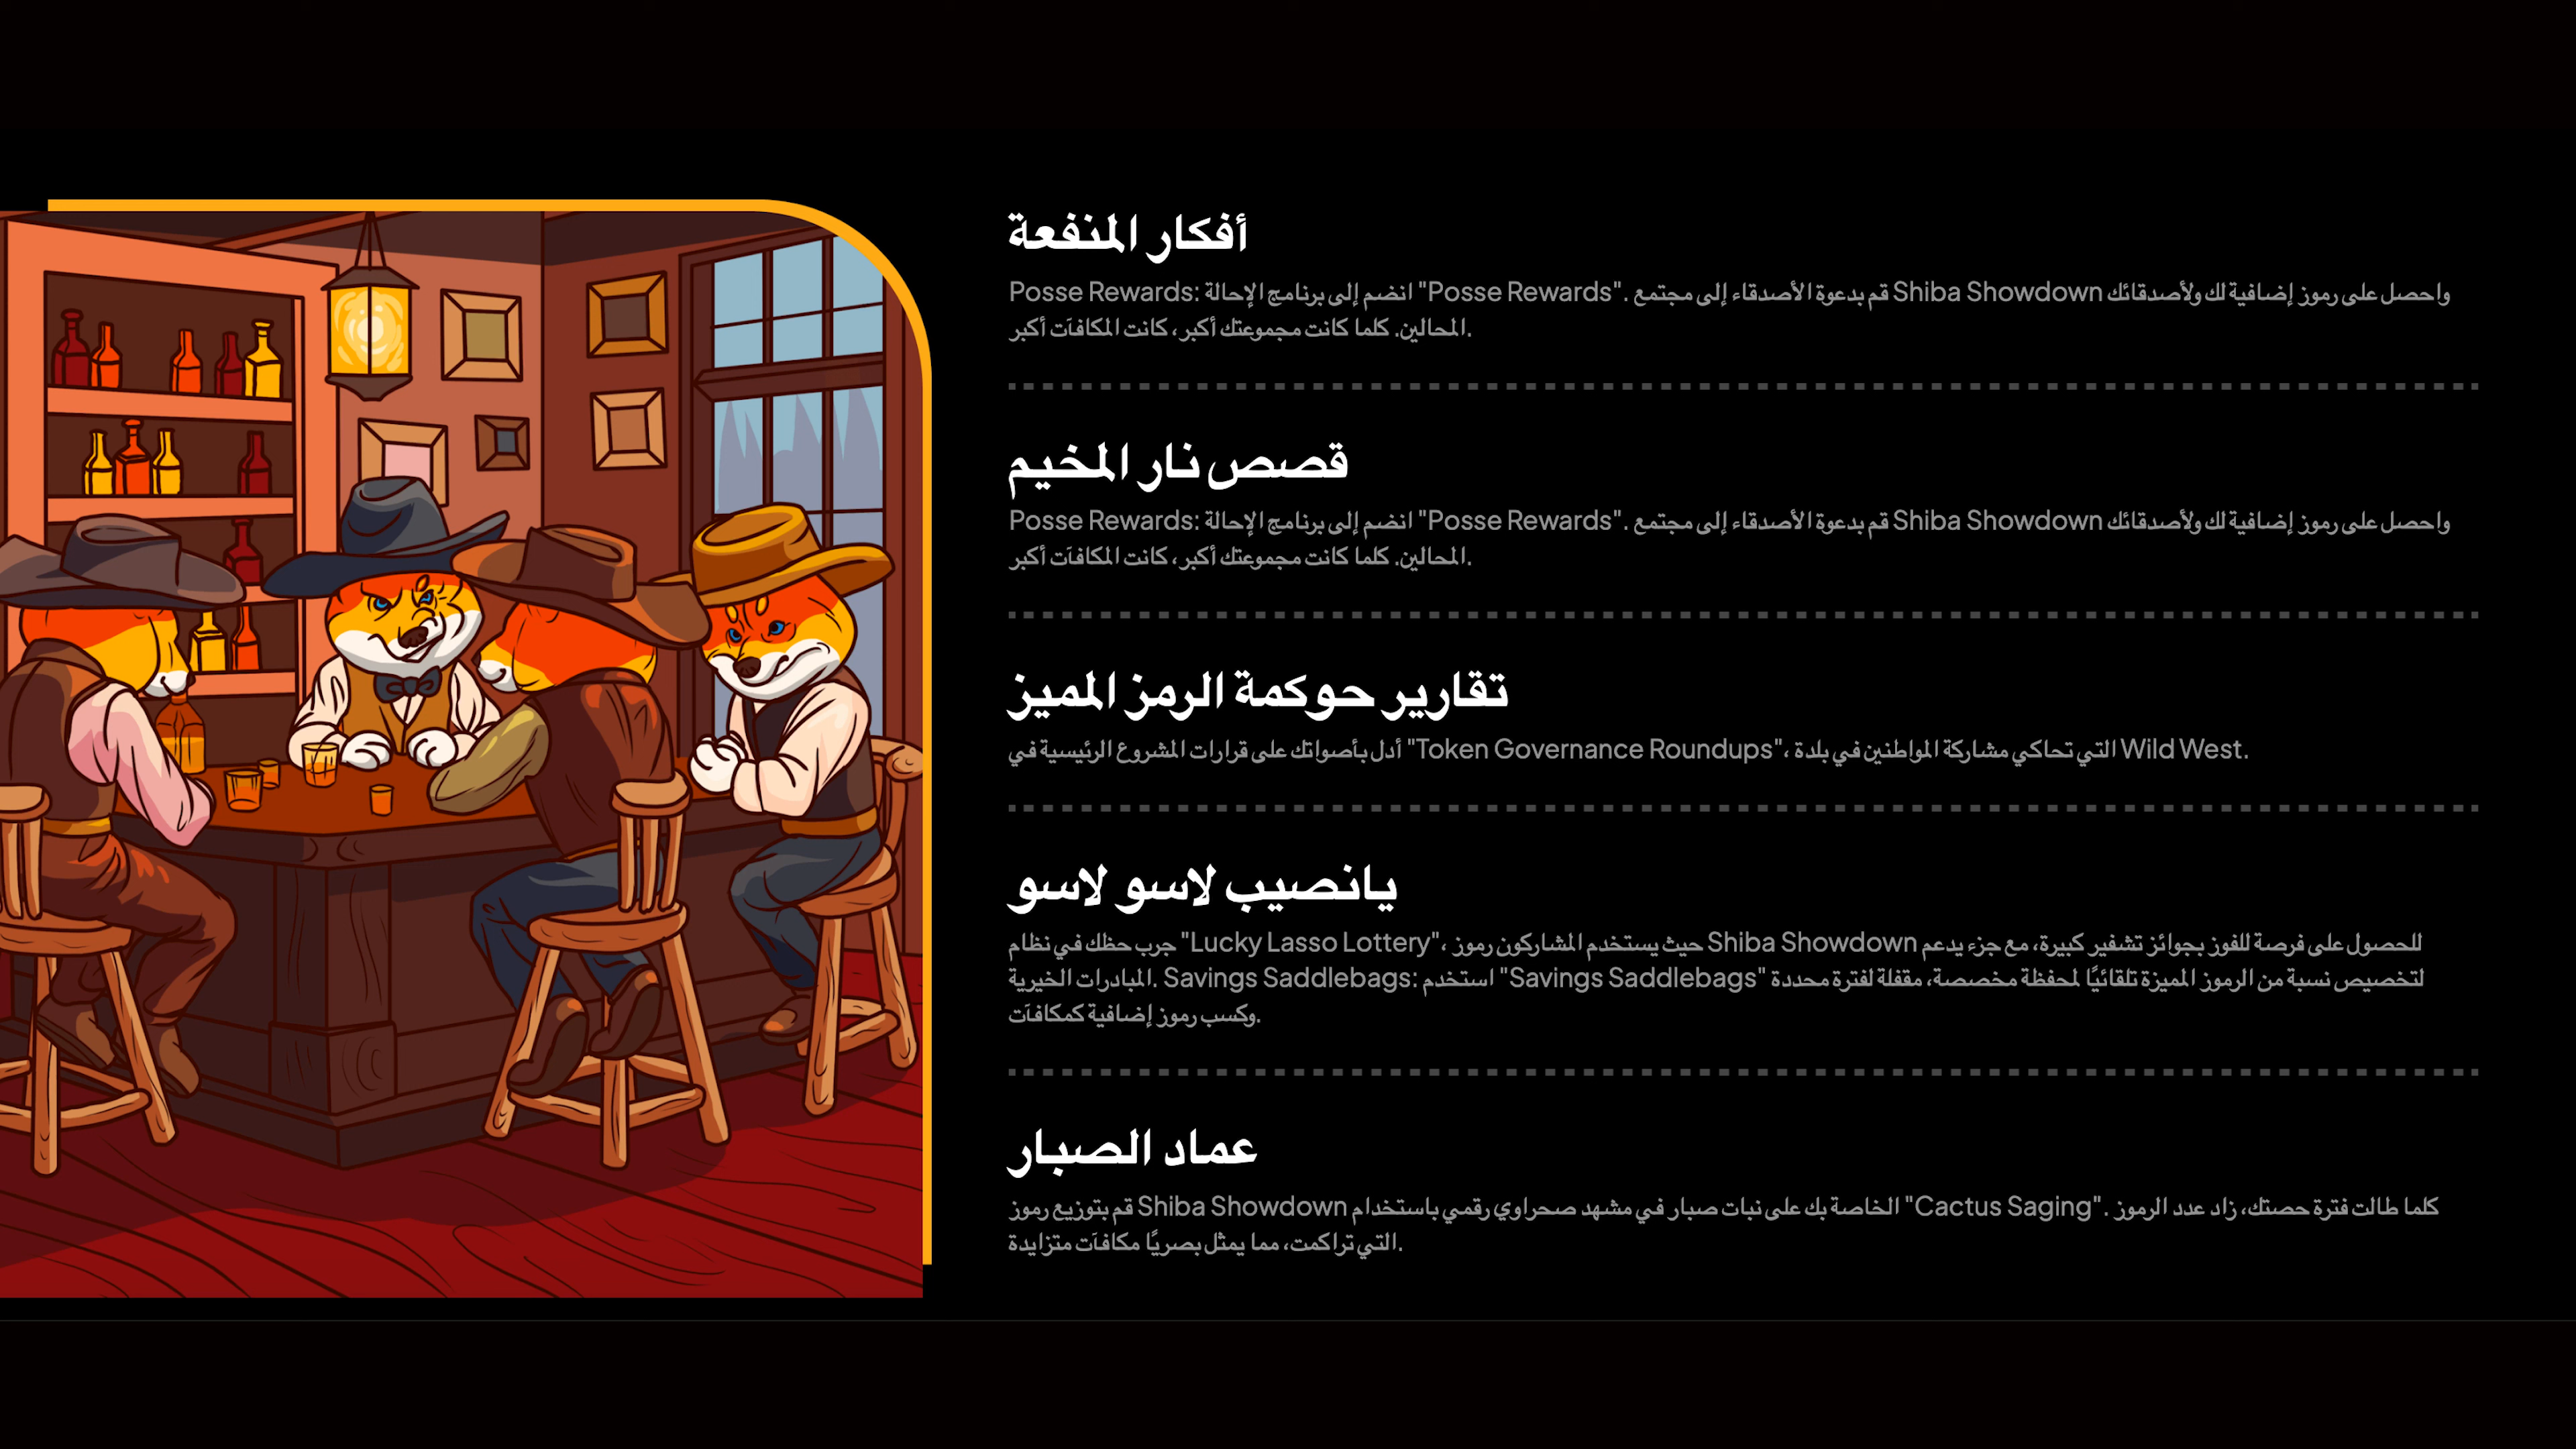 أفكار المنفعة
Posse Rewards: انضم إلى برنامج الإحالة "Posse Rewards". قم بدعوة الأصدقاء إلى مجتمع Shiba Showdown واحصل على رموز إضافية لك ولأصدقائك
المحالين. كلما كانت مجموعتك أكبر، كانت المكافآت أكبر.
قصص نار المخيم
Posse Rewards: انضم إلى برنامج الإحالة "Posse Rewards". قم بدعوة الأصدقاء إلى مجتمع Shiba Showdown واحصل على رموز إضافية لك ولأصدقائك
المحالين. كلما كانت مجموعتك أكبر، كانت المكافآت أكبر.
تقارير حوكمة الرمز المميز
أدل بأصواتك على قرارات المشروع الرئيسية في "Token Governance Roundups"، التي تحاكي مشاركة المواطنين في بلدة Wild West.
يانصيب لاسو لاسو
جرب حظك في نظام "Lucky Lasso Lottery"، حيث يستخدم المشاركون رموز Shiba Showdown للحصول على فرصة للفوز بجوائز تشفير كبيرة، مع جزء يدعم
المبادرات الخيرية. Savings Saddlebags: استخدم "Savings Saddlebags" لتخصيص نسبة من الرموز المميزة تلقائيًا لمحفظة مخصصة، مقفلة لفترة محددة
وكسب رموز إضافية كمكافآت.
عماد الصبار
قم بتوزيع رموز Shiba Showdown الخاصة بك على نبات صبار في مشهد صحراوي رقمي باستخدام "Cactus Saging". كلما طالت فترة حصتك، زاد عدد الرموز
التي تراكمت، مما يمثل بصريًا مكافآت متزايدة.